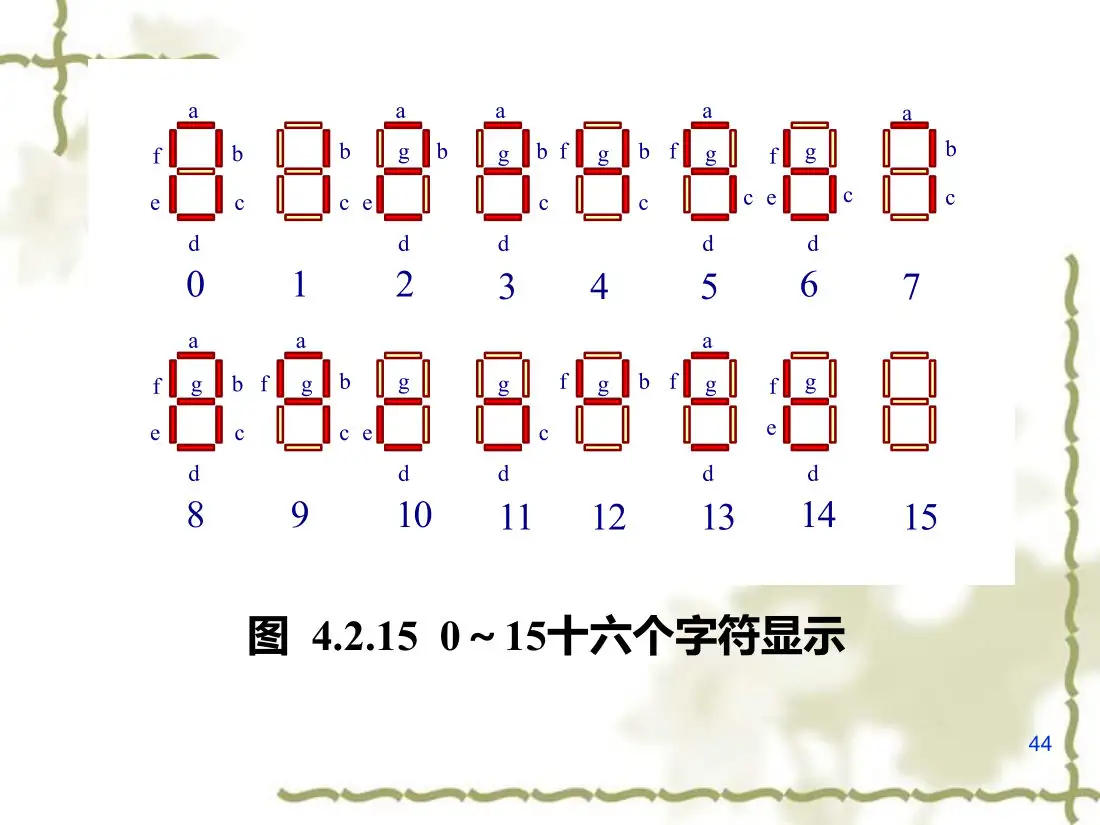 a a a a a
f b b g b g b f g b f g f g b
e c c e c c c e c c
d d d d d
0 1 2 3 4 5 6 7
a a a
f g b f g b g g f g b f g f g
e c c e c e
d d d d d
8 9 10 11 12 13 14 15
图 4.2.15 0～15十六个字符显示
44